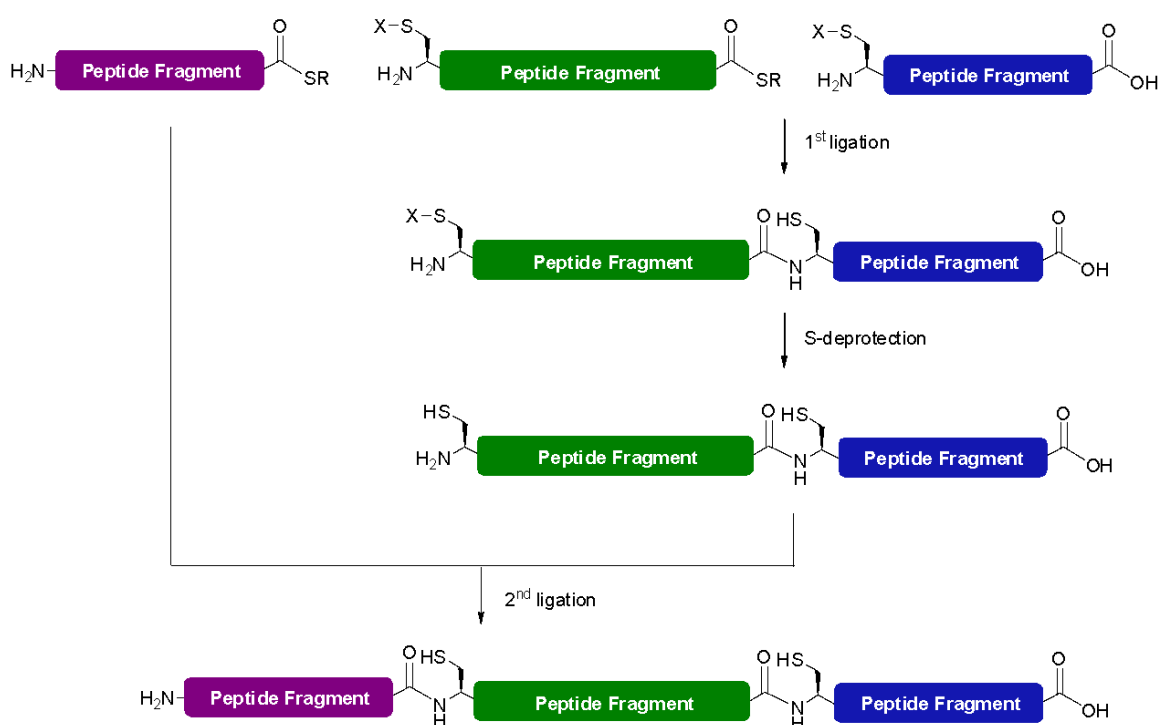 H₂N
Peptide Fragment
O
SR
X-S
H₂N
Peptide Fragment
O
SR
X-S
H₂N
Peptide Fragment
O
OH
1st ligation
X-S
H₂N
Peptide Fragment
O
N
H
HS
Peptide Fragment
O
OH
S-deprotection
HS
H₂N
Peptide Fragment
O
N
H
HS
Peptide Fragment
O
OH
2nd ligation
H₂N
Peptide Fragment
O
N
H
HS
Peptide Fragment
O
N
H
HS
Peptide Fragment
O
OH